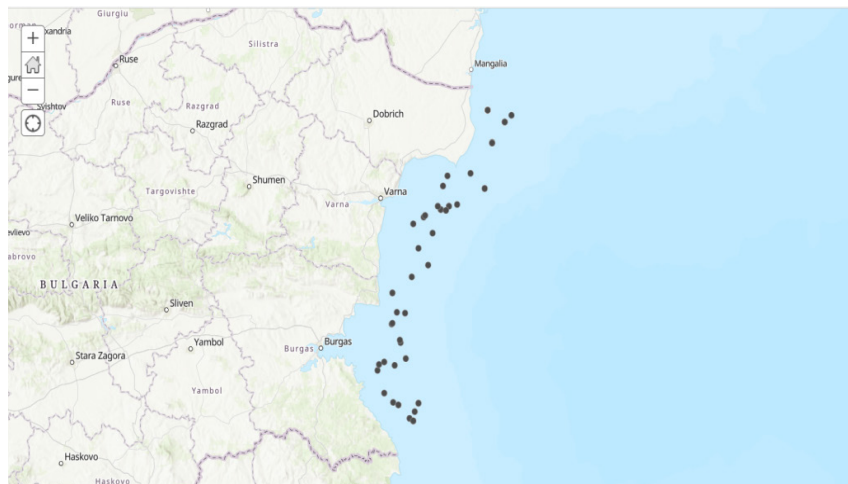 Giurgiu
Silistra
Mangalia
+
Ruse
−
Svishtov
Ruse
Razgrad
Dobrich
Razgrad
Shumen
Targovishte
Varna
Varna
Veliko Tarnovo
BULGARIA
Sliven
Burgas
Yambol
Burgas
Stara Zagora
Yambol
Haskovo
Haskovo